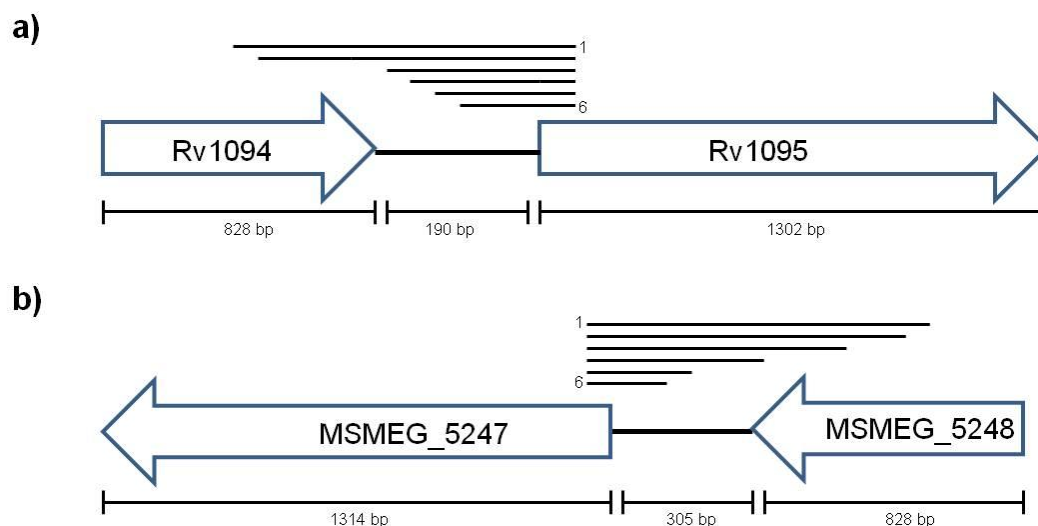 a)
1
6
Rv1094
Rv1095
828 bp
190 bp
1302 bp
b)
1
6
MSMEG_5247
MSMEG_5248
1314 bp
305 bp
828 bp